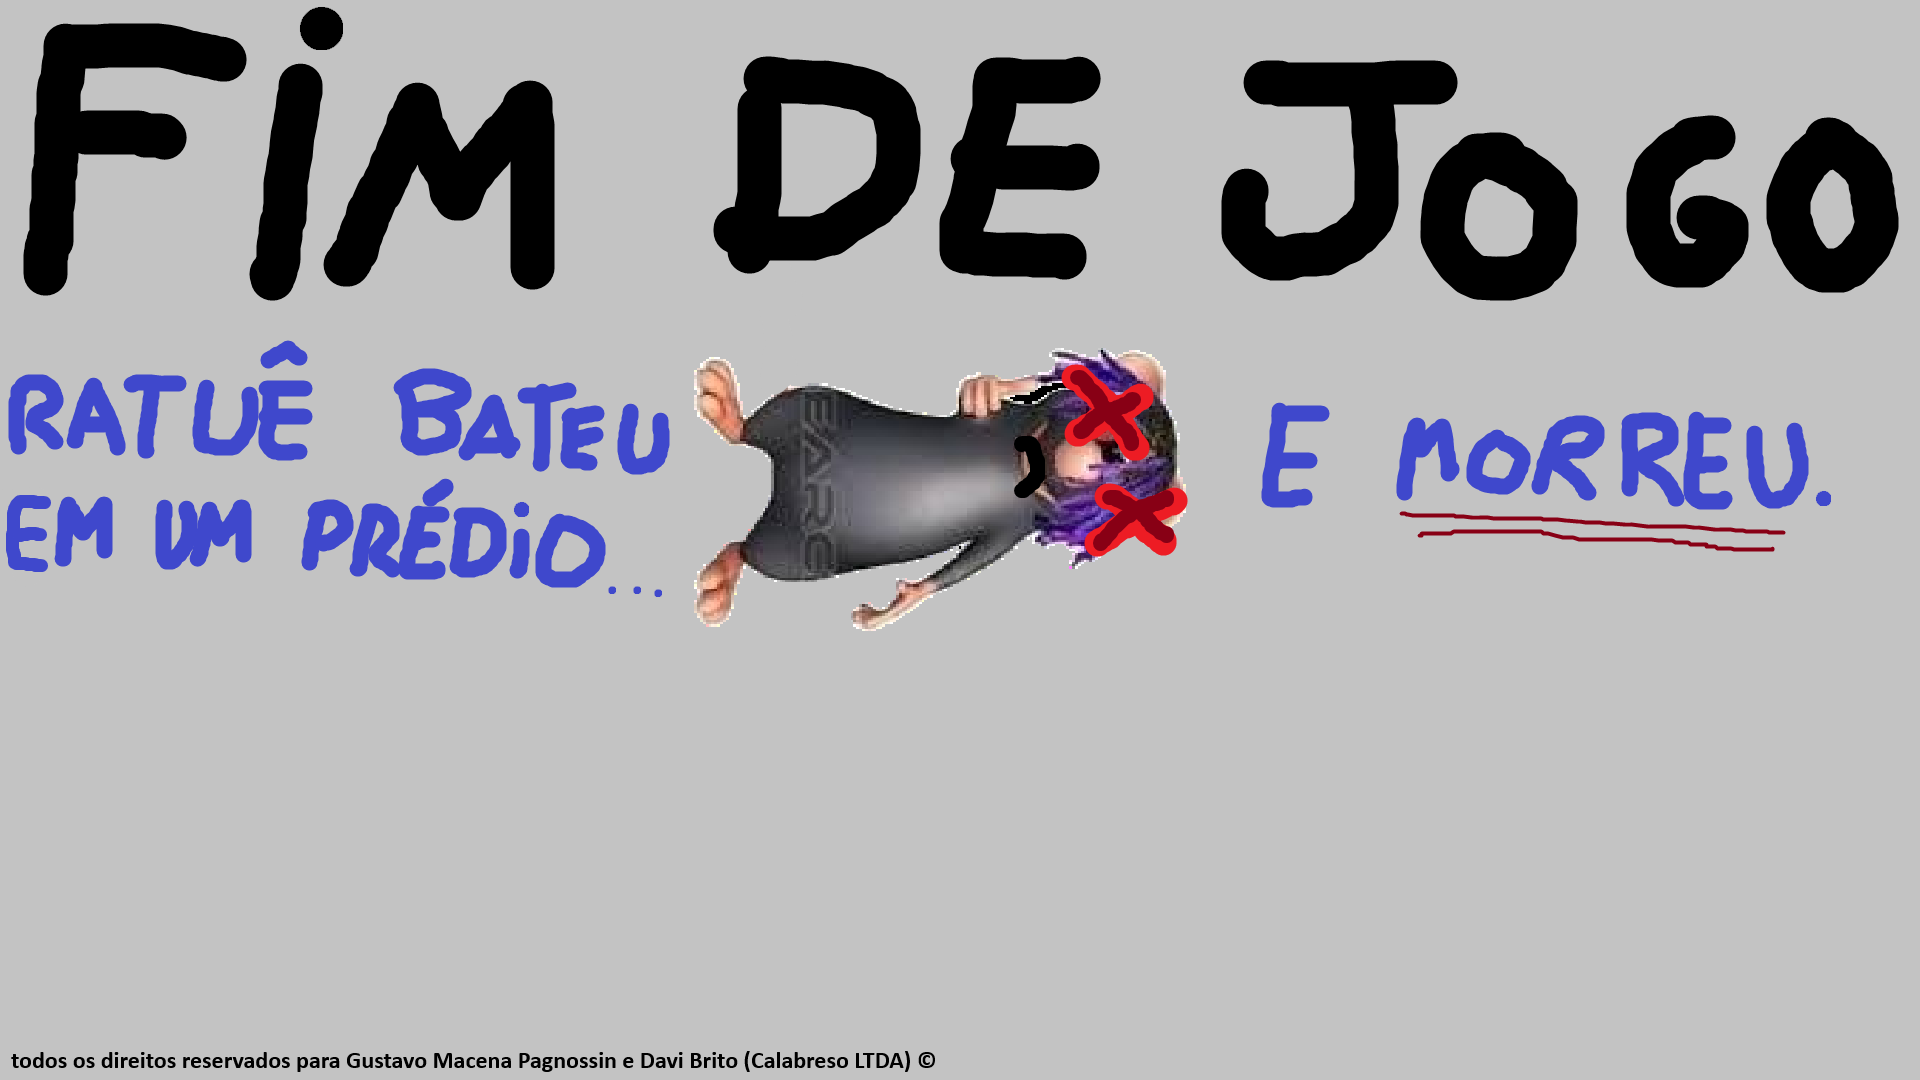 FiM DE JOGO
RATUÊ BATEU
EM UM PRÉDiO...
E MORREU.
todos os direitos reservados para Gustavo Macena Pagnossin e Davi Brito (Calabreso LTDA) ©